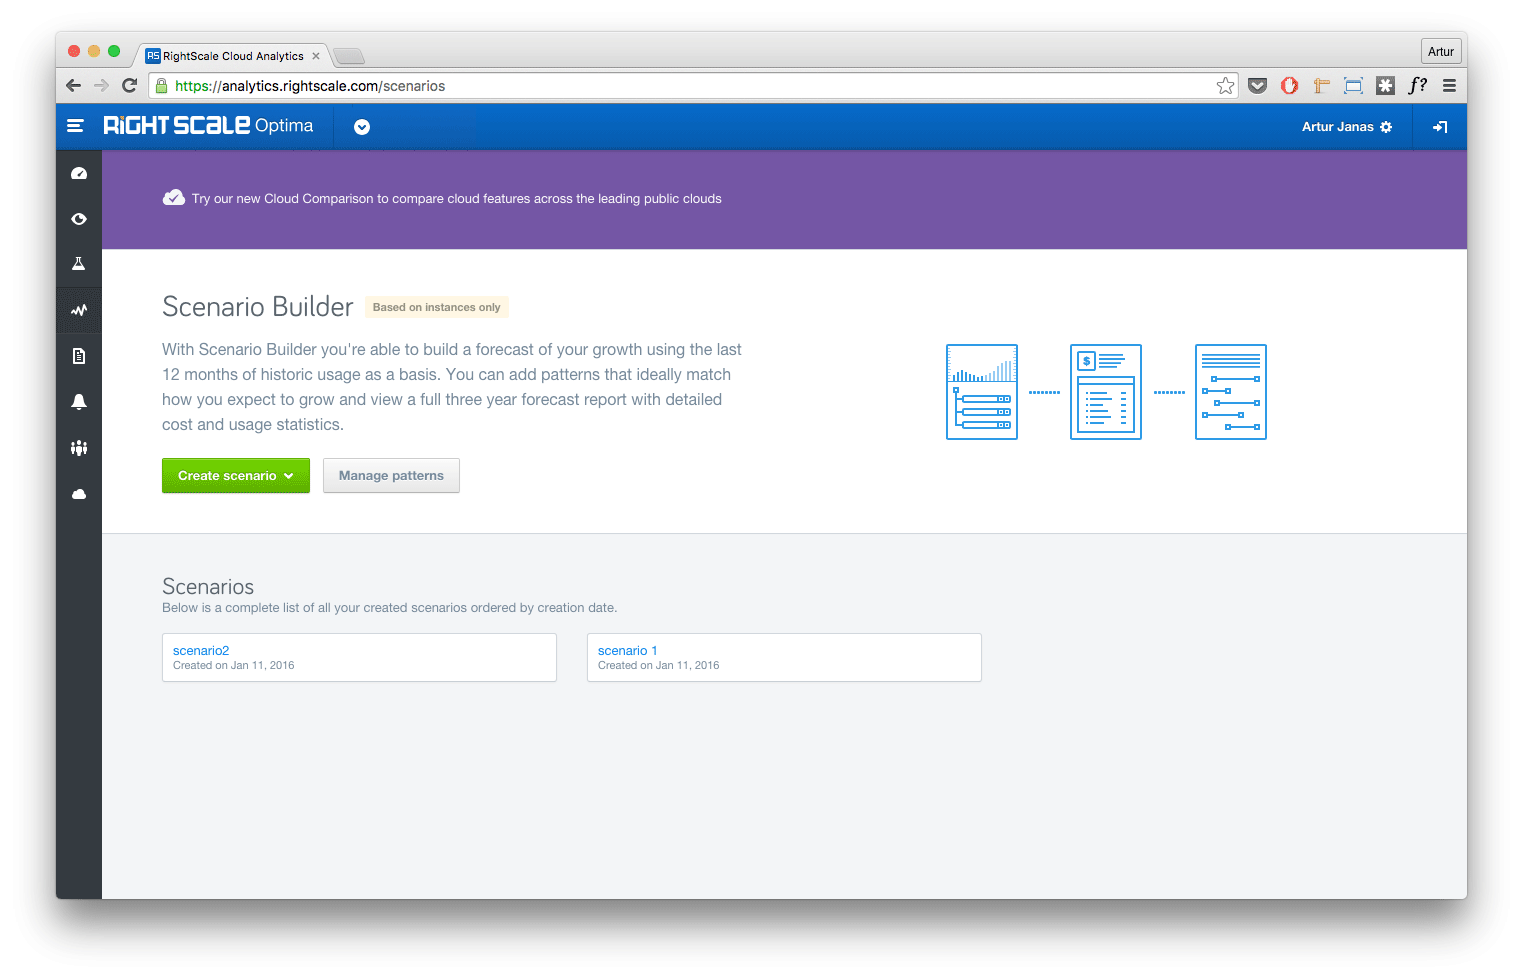 RS RightScale Cloud Analytics
Artur
https://analytics.rightscale.com/scenarios
f?
RIGHTSCALE Optima
Artur Janas
Try our new Cloud Comparison to compare cloud features across the leading public clouds
Scenario Builder
Based on instances only
With Scenario Builder you're able to build a forecast of your growth using the last
12 months of historic usage as a basis. You can add patterns that ideally match
how you expect to grow and view a full three year forecast report with detailed
cost and usage statistics.
$
Create scenario
Manage patterns
Scenarios
Below is a complete list of all your created scenarios ordered by creation date.
scenario2
Created on Jan 11, 2016
scenario 1
Created on Jan 11, 2016